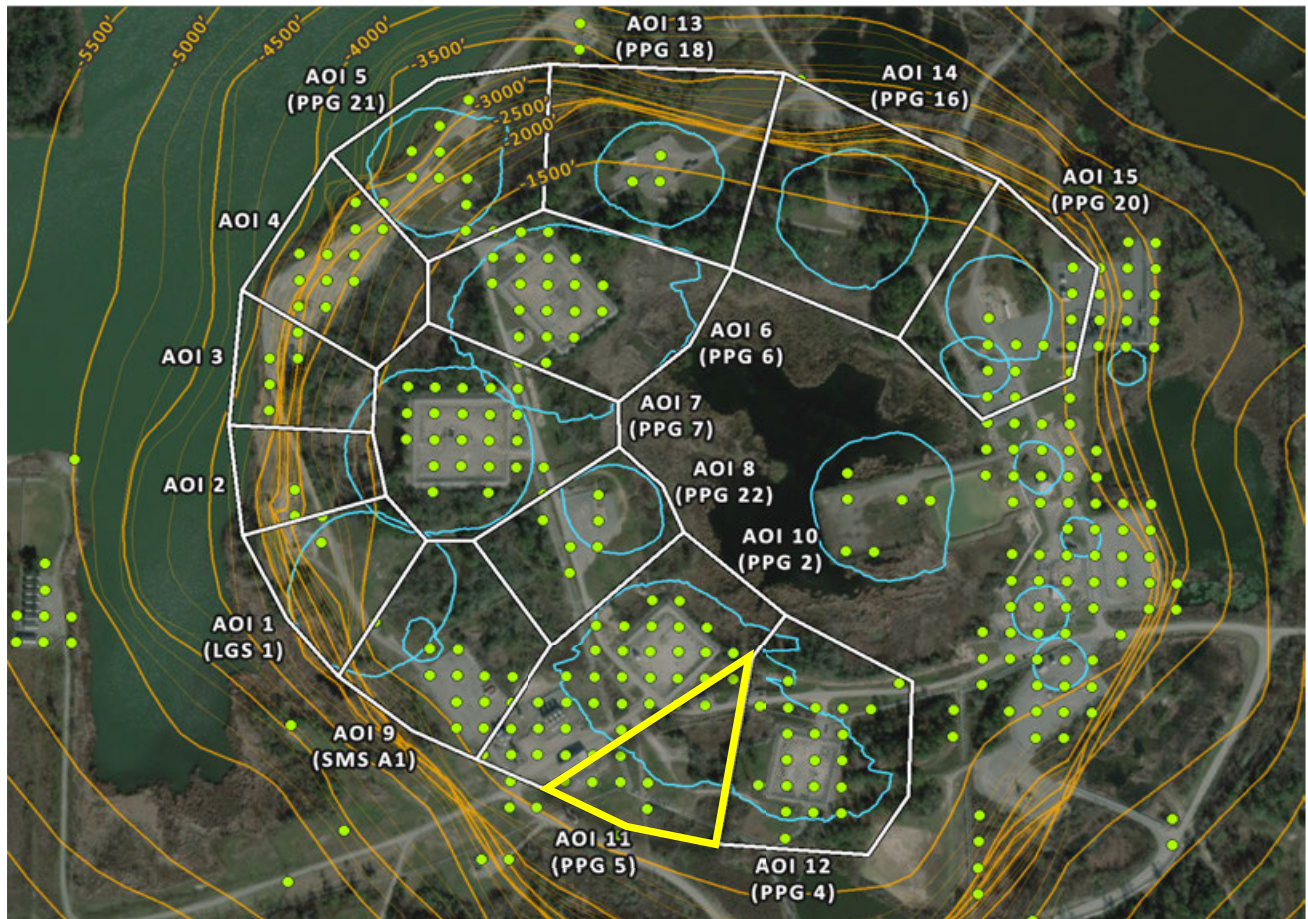 -5500'
-5000'
-4500'
-4000'
-3500'
-3000'
-2500'
-2000'
-1500'
AOI 13
(PPG 18)
AOI 14
(PPG 16)
AOI 5
(PPG 21)
AOI 15
(PPG 20)
AOI 4
AOI 3
AOI 6
(PPG 6)
AOI 7
(PPG 7)
AOI 2
AOI 8
(PPG 22)
AOI 10
(PPG 2)
AOI 1
(LGS 1)
AOI 9
(SMS A1)
AOI 11
(PPG 5)
AOI 12
(PPG 4)